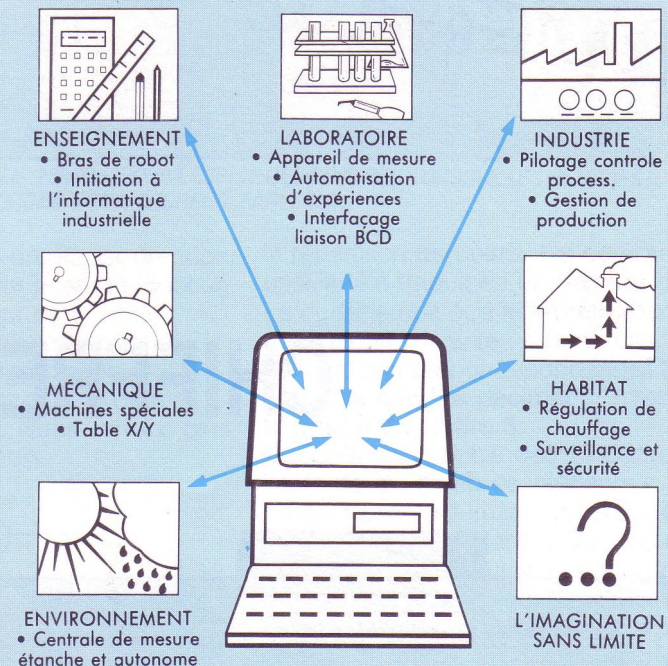 ENSEIGNEMENT
• Bras de robot
• Initiation à
l'informatique
industrielle
LABORATOIRE
• Appareil de mesure
• Automatisation
d'expériences
• Interfaçage
liaison BCD
INDUSTRIE
• Pilotage controle
process.
• Gestion de
production
MÉCANIQUE
• Machines spéciales
• Table X/Y
HABITAT
• Régulation de
chauffage
• Surveillance et
sécurité
ENVIRONNEMENT
• Centrale de mesure
étanche et autonome
?
...
L'IMAGINATION
SANS LIMITE